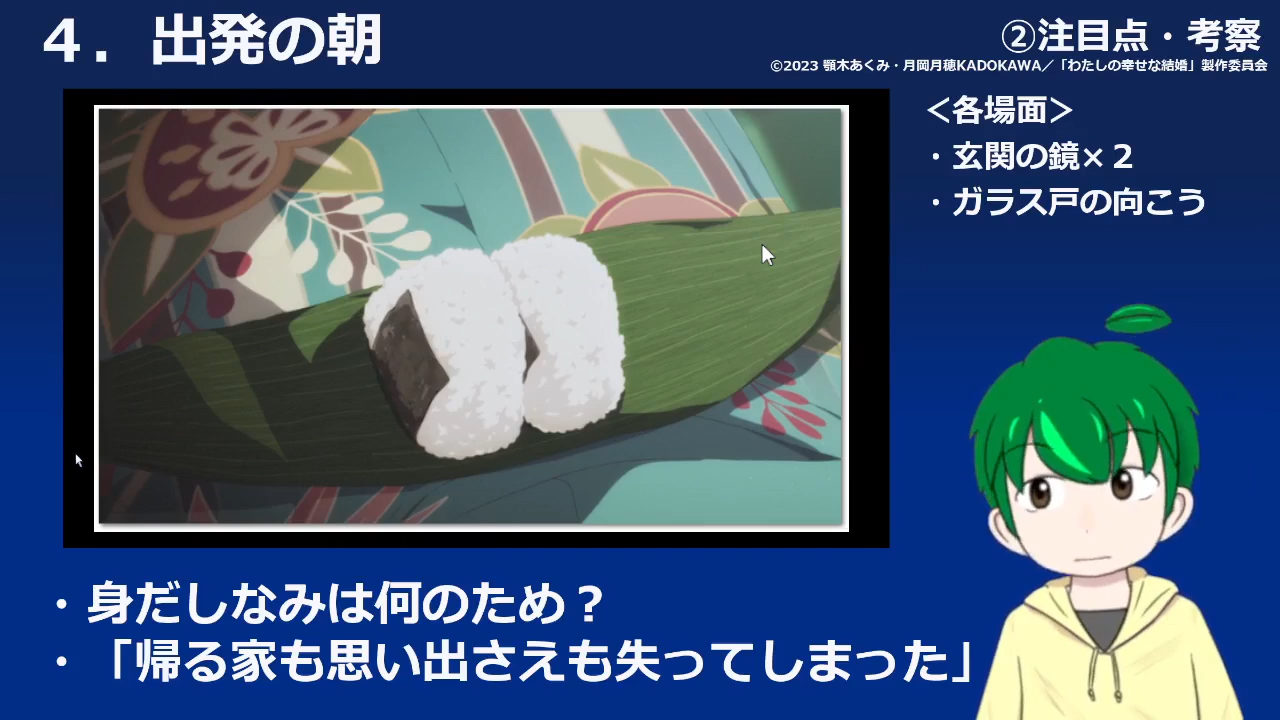 ４．出発の朝
②注目点・考察
©2023 顎木あくみ・月岡月穂KADOKAWA／「わたしの幸せな結婚」製作委員会
＜各場面＞
・玄関の鏡×２
・ガラス戸の向こう
・身だしなみは何のため？
・「帰る家も思い出さえも失ってしまった」